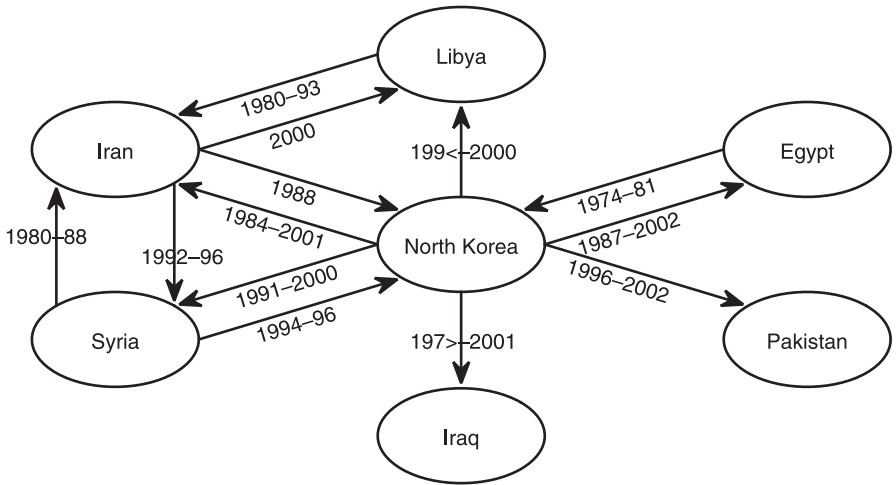 Libya
1980–93
2000
Iran
199<–2000
Egypt
1988
1974–81
1984–2001
1987–2002
1980–88
1992–96
North Korea
1991–2000
1996–2002
1994–96
Syria
197>–2001
Pakistan
Iraq